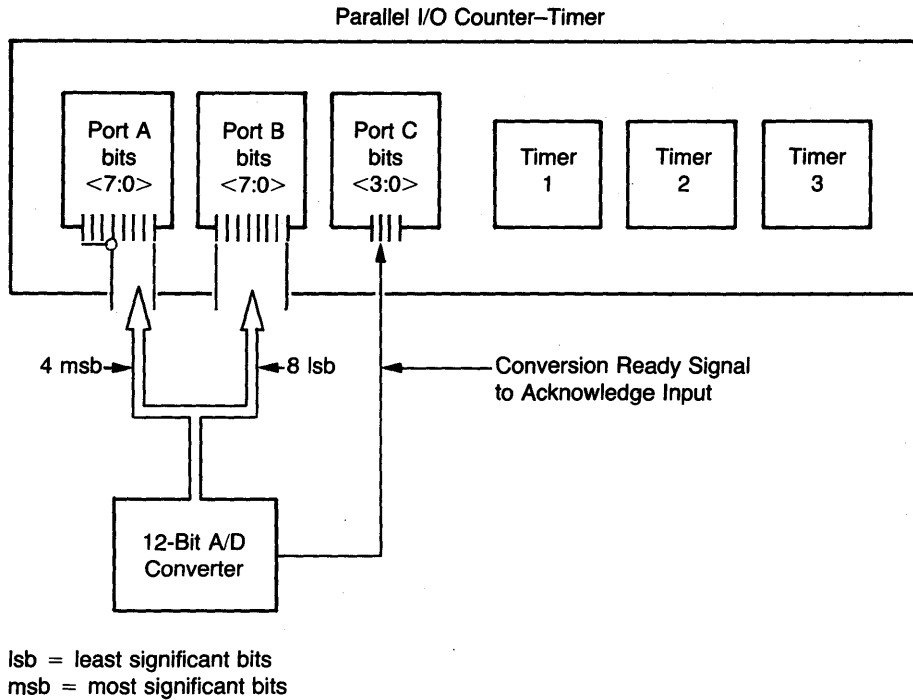 Parallel I/O Counter–Timer
Port A
bits
<7:0>
Port B
bits
<7:0>
Port C
bits
<3:0>
Timer
1
Timer
2
Timer
3
4 msb
8 lsb
Conversion Ready Signal
to Acknowledge Input
12-Bit A/D
Converter
lsb = least significant bits
msb = most significant bits